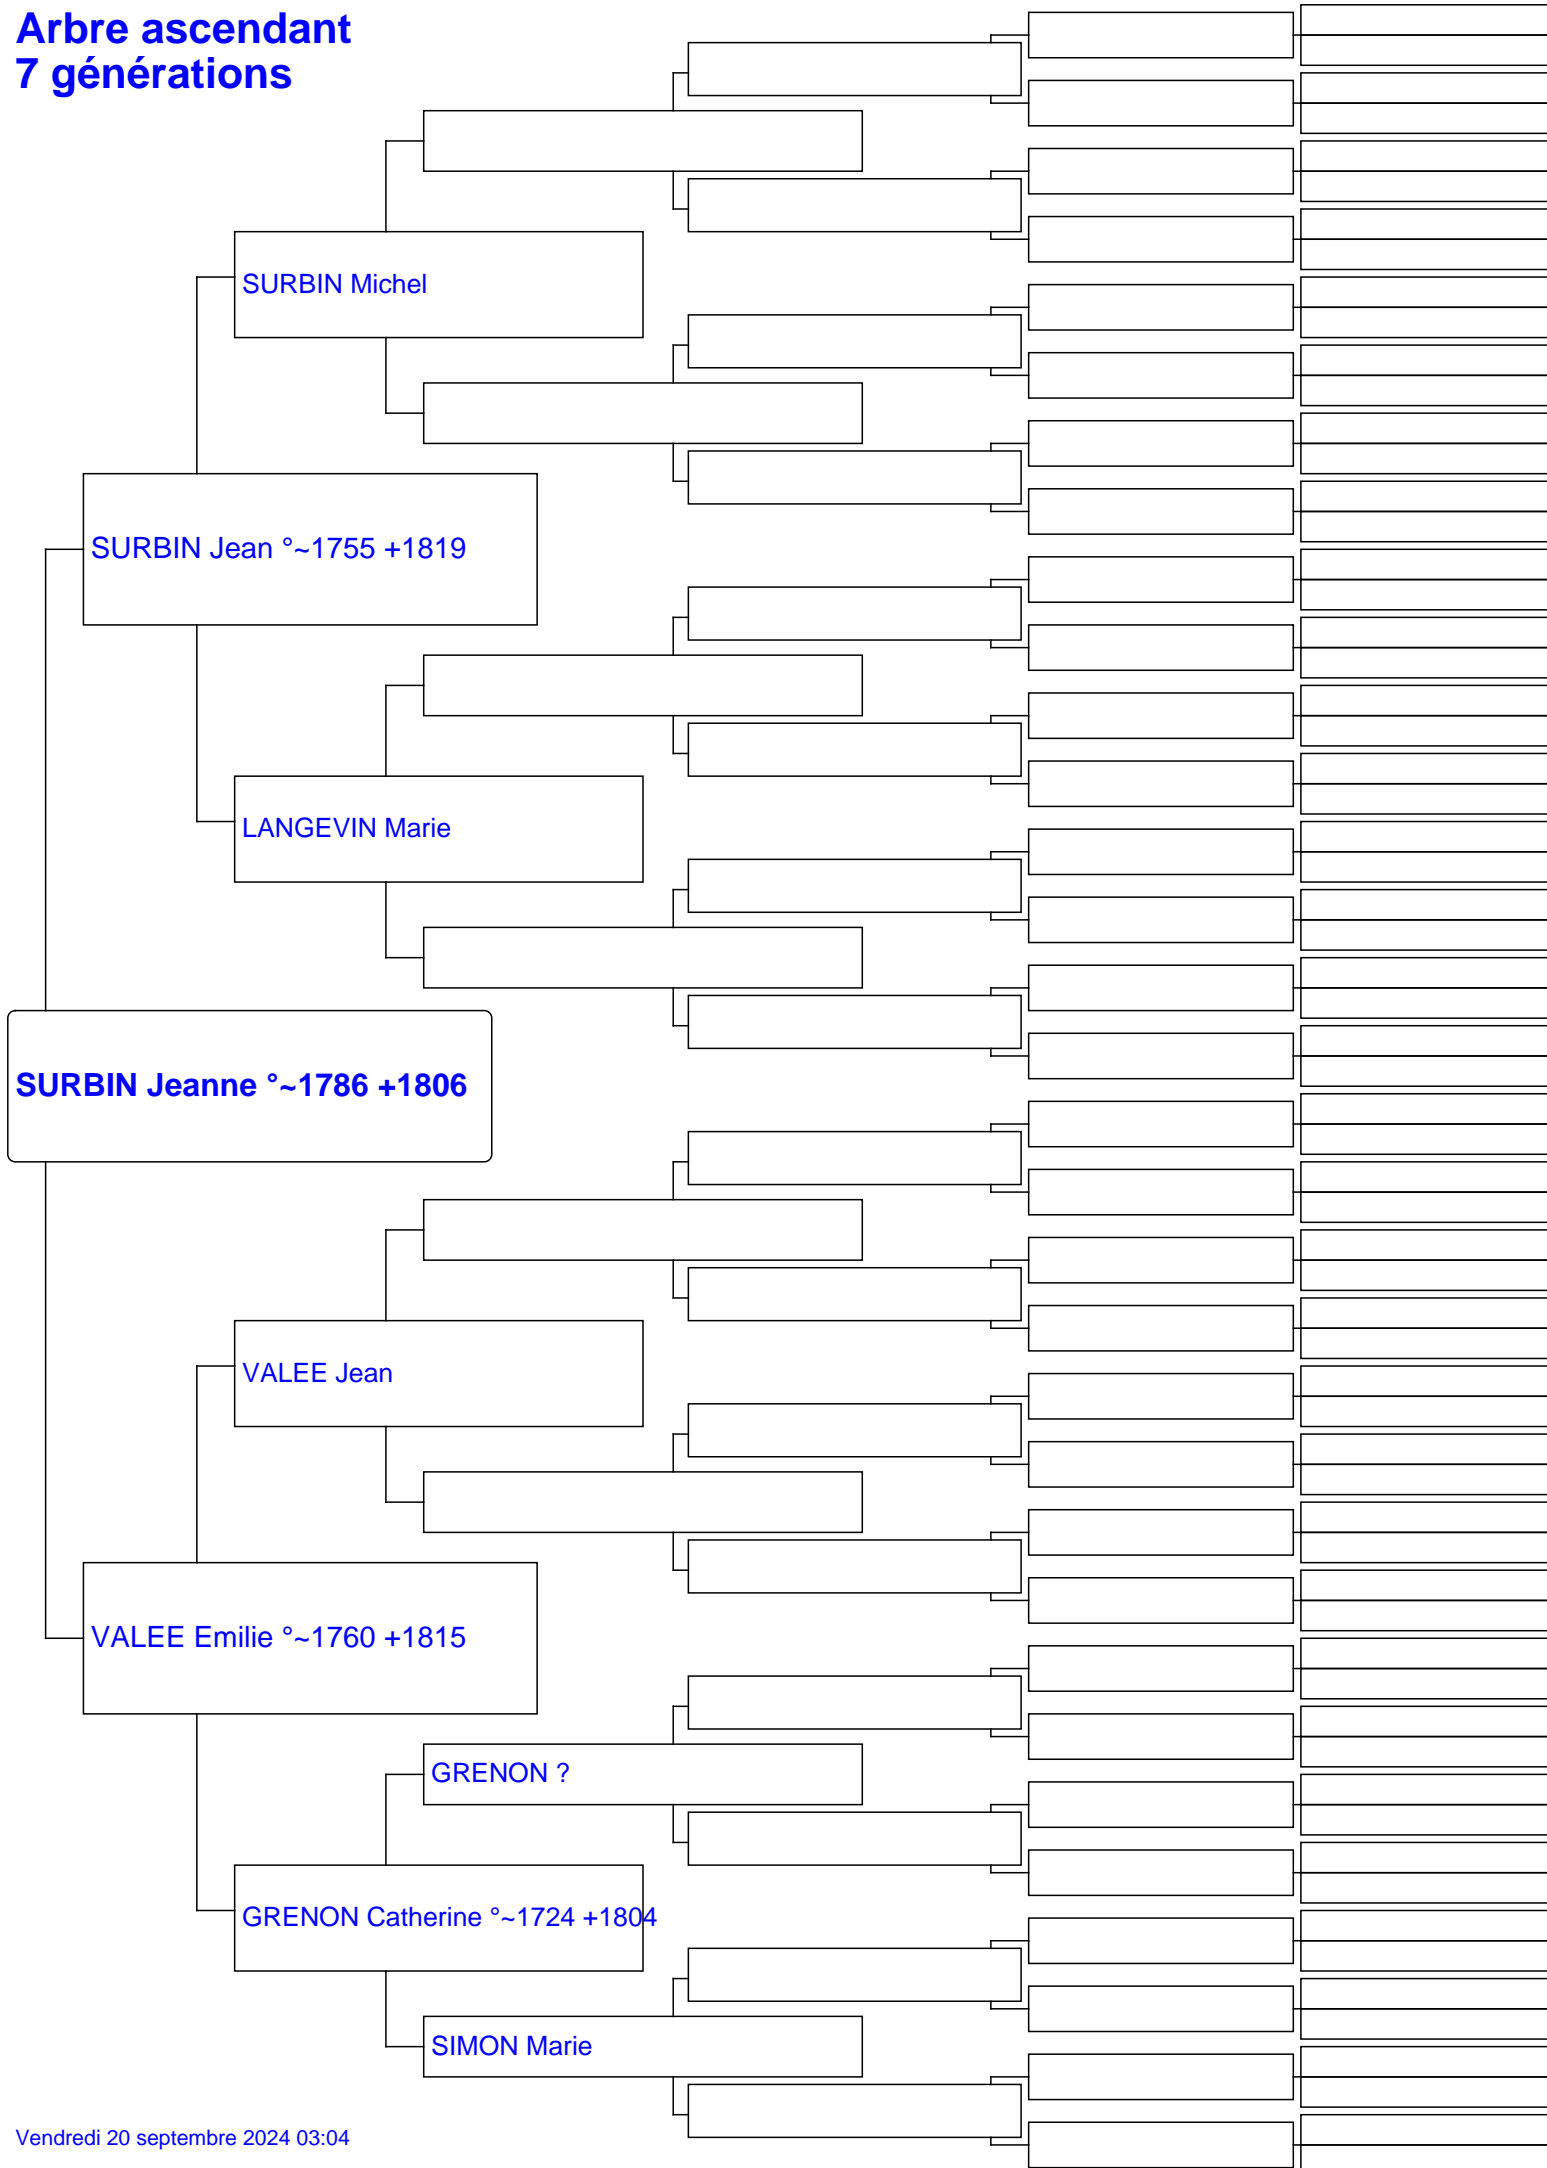 Arbre ascendant
7 générations
SURBIN Michel
SURBIN Jean °~1755 +1819
LANGEVIN Marie
SURBIN Jeanne °~1786 +1806
VALEE Jean
VALEE Emilie °~1760 +1815
GRENON ?
GRENON Catherine °~1724 +1804
SIMON Marie
Vendredi 20 septembre 2024 03:04